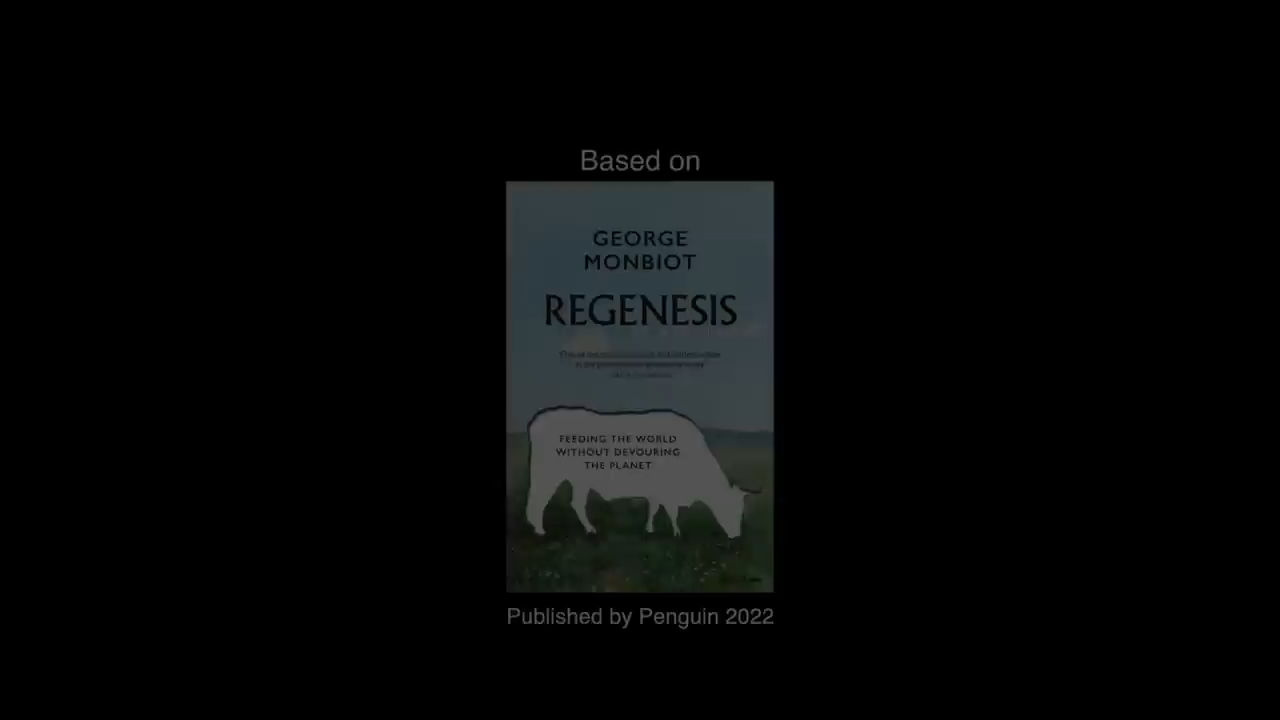 Based on
GEORGE
MONBIOT
REGENESIS
FEEDING THE WORLD
WITHOUT DEVOURING
THE PLANET
Published by Penguin 2022